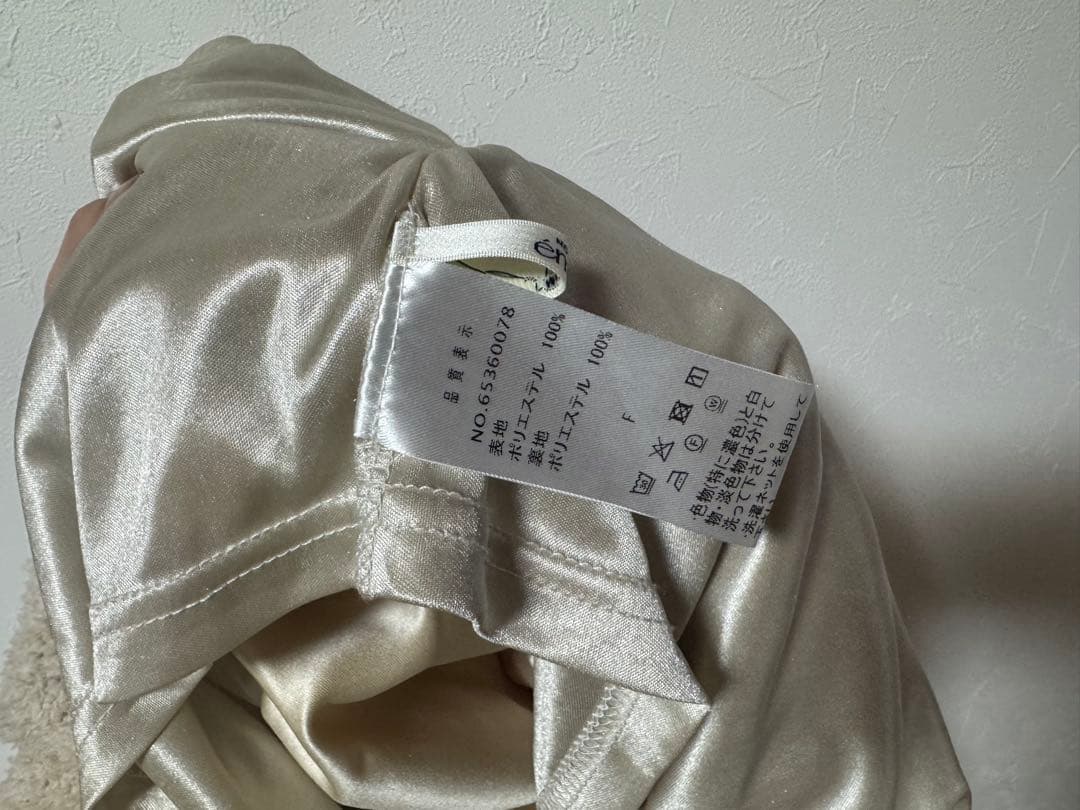 品質表示
NO.65360078
表地
ポリエステル 100%
裏地
ポリエステル 100%
F
・色物(特に濃色)と白
物・淡色物は分けて
洗って下さい。
・洗濯ネットを使用して